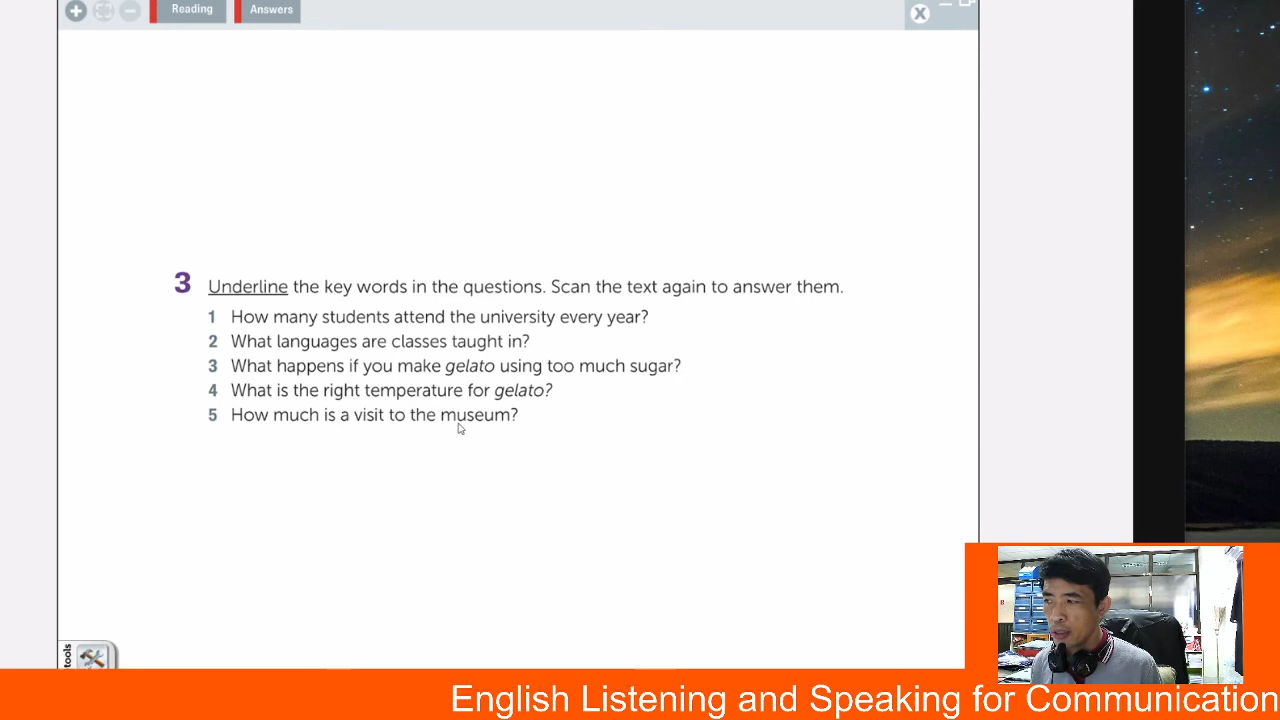 Reading Answers
3 Underline the key words in the questions. Scan the text again to answer them.
1 How many students attend the university every year?
2 What languages are classes taught in?
3 What happens if you make gelato using too much sugar?
4 What is the right temperature for gelato?
5 How much is a visit to the museum?
tools
English Listening and Speaking for Communication